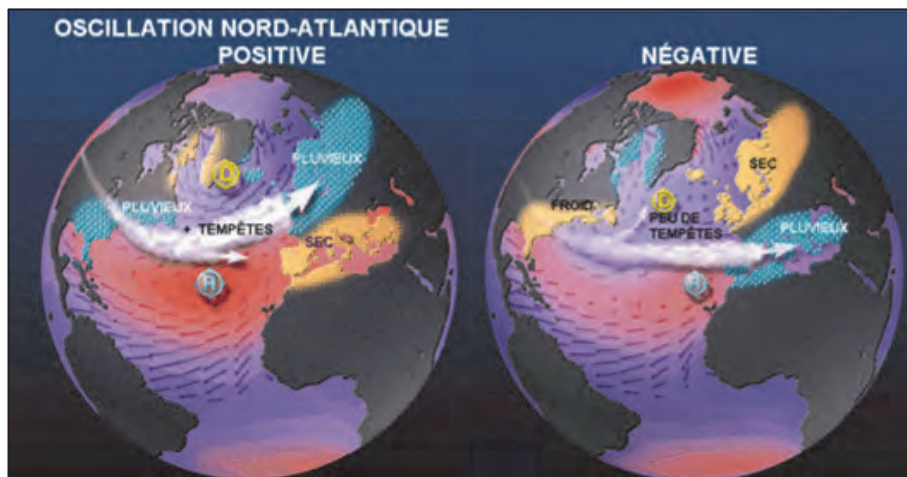 OSCILLATION NORD-ATLANTIQUE
POSITIVE
PLUVIEUX
L
PLUVIEUX
+ TEMPÊTES
SEC
H
NÉGATIVE
SEC
FROID
D
PEU DE
TEMPÊTES
PLUVIEUX
H